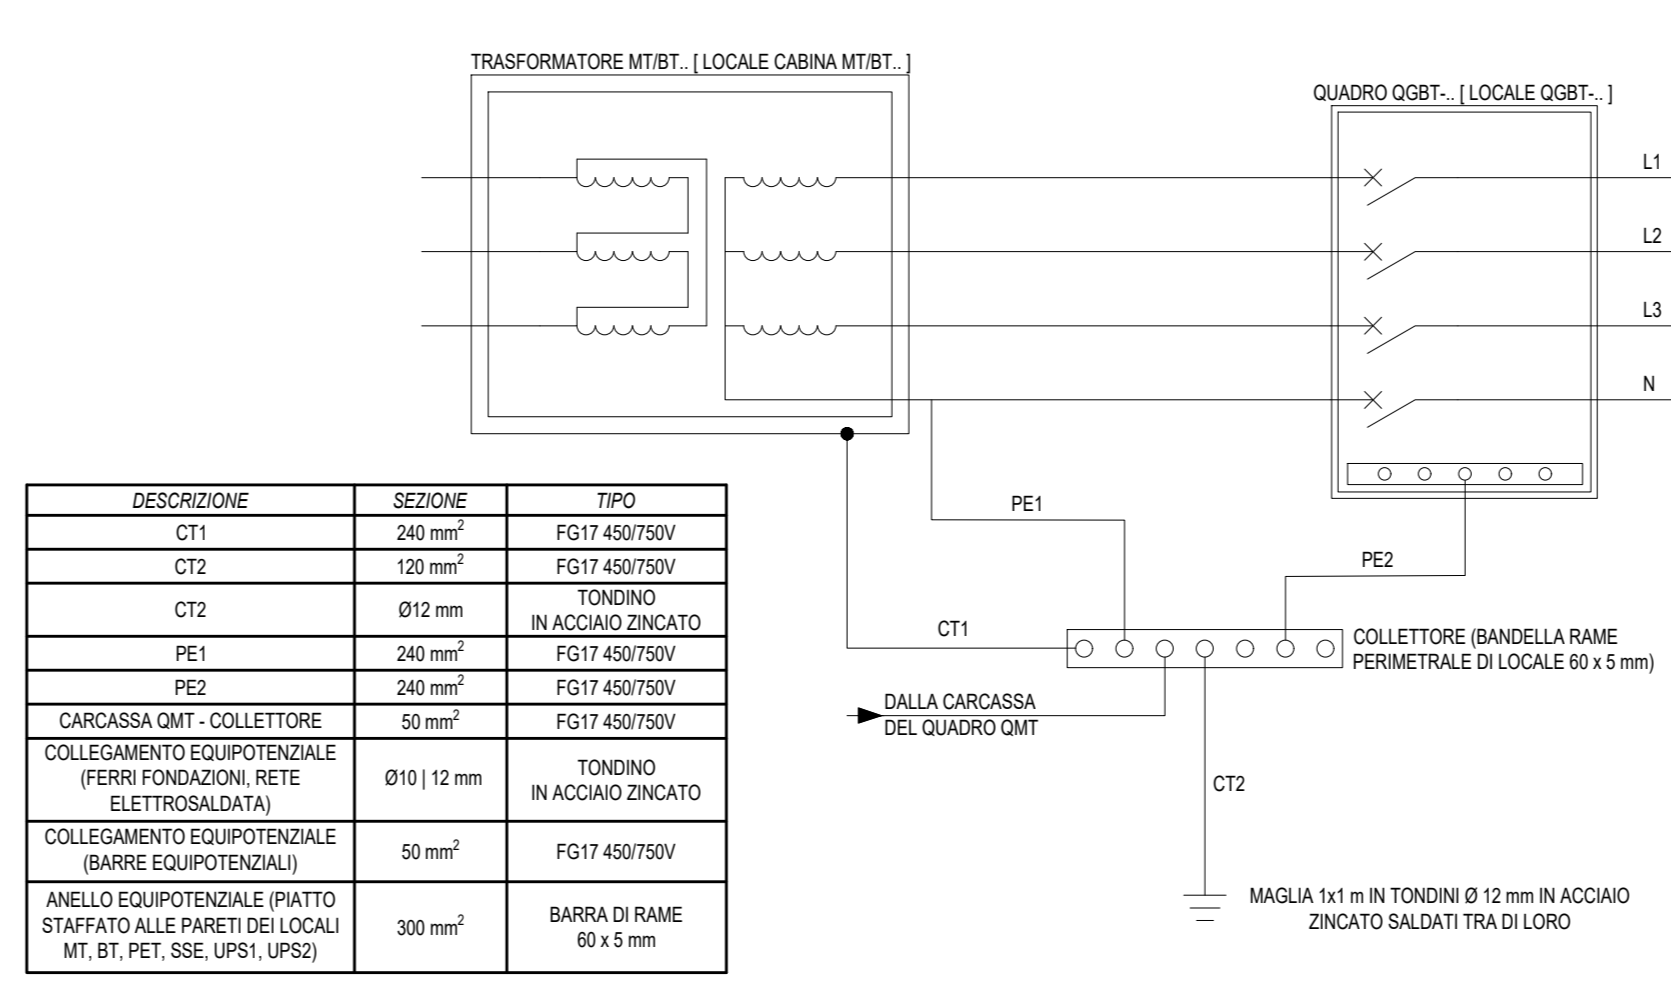 TRASFORMATORE MT/BT.. [ LOCALE CABINA MT/BT.. ]
QUADRO QGBT-.. [ LOCALE QGBT-.. ]
L1
L2
L3
N
PE1
PE2
CT1
COLLETTORE (BANDELLA RAME
PERIMETRALE DI LOCALE 60 x 5 mm)
DALLA CARCASSA
DEL QUADRO QMT
CT2
MAGLIA 1x1 m IN TONDINI Ø 12 mm IN ACCIAIO
ZINCATO SALDATI TRA DI LORO
DESCRIZIONE SEZIONE TIPO
CT1 240 mm² FG17 450/750V
CT2 120 mm² FG17 450/750V
CT2 Ø12 mm TONDINO
IN ACCIAIO ZINCATO
PE1 240 mm² FG17 450/750V
PE2 240 mm² FG17 450/750V
CARCASSA QMT - COLLETTORE 50 mm² FG17 450/750V
COLLEGAMENTO EQUIPOTENZIALE
(FERRI FONDAZIONI, RETE
ELETTROSALDATA)
Ø10 | 12 mm
TONDINO
IN ACCIAIO ZINCATO
COLLEGAMENTO EQUIPOTENZIALE
(BARRE EQUIPOTENZIALI)
50 mm²
FG17 450/750V
ANELLO EQUIPOTENZIALE (PIATTO
STAFFATO ALLE PARETI DEI LOCALI
MT, BT, PET, SSE, UPS1, UPS2)
300 mm²
BARRA DI RAME
60 x 5 mm